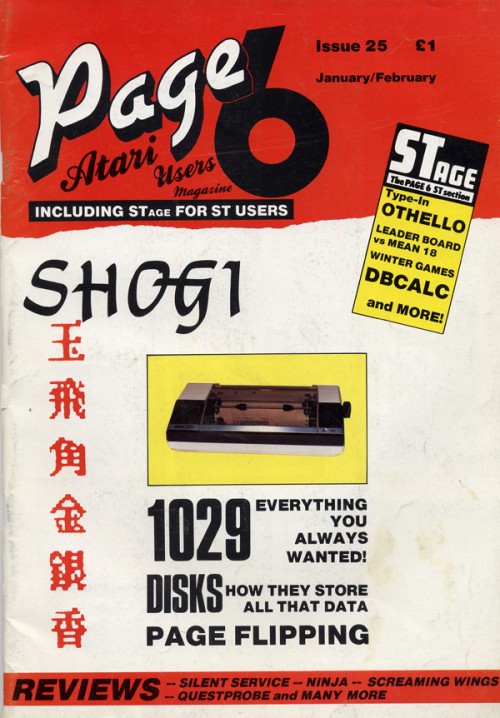 Page 6
Atari Users
Magazine
INCLUDING STAGE FOR ST USERS
Issue 25 £1
January/February
STAGE
The PAGE 6 ST section
Type-In
OTHELLO
LEADER BOARD
vs MEAN 18
WINTER GAMES
DBCALC
and MORE!
SHOGI
玉
飛
角
金
銀
香
1029 EVERYTHING
YOU
ALWAYS
WANTED!
DISKS HOW THEY STORE
ALL THAT DATA
PAGE FLIPPING
REVIEWS -- SILENT SERVICE -- NINJA -- SCREAMING WINGS
-- QUESTPROBE and MANY MORE